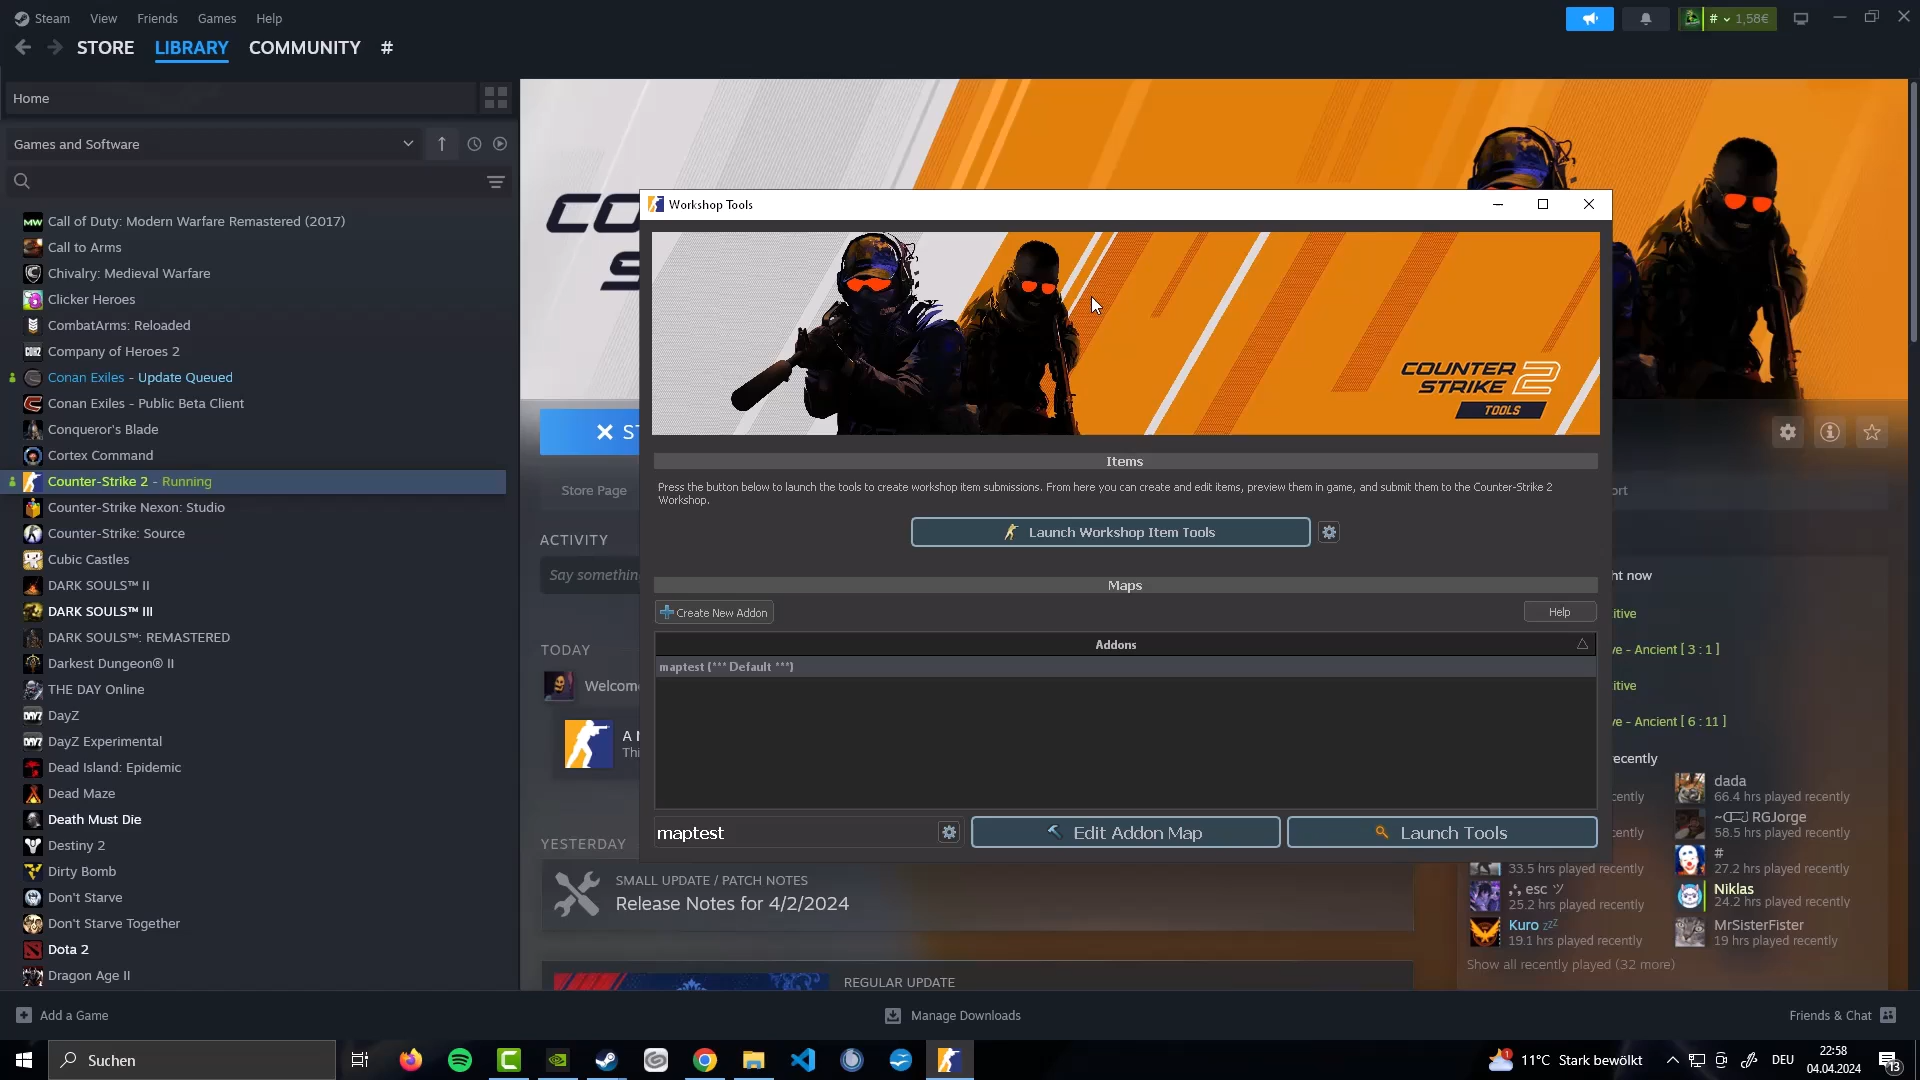 Steam View Friends Games Help
# 1,58€
STORE LIBRARY COMMUNITY #
Home
Games and Software
Call of Duty: Modern Warfare Remastered (2017)
Call to Arms
Chivalry: Medieval Warfare
Clicker Heroes
CombatArms: Reloaded
Company of Heroes 2
Conan Exiles - Update Queued
Conan Exiles - Public Beta Client
Conqueror's Blade
Cortex Command
Counter-Strike 2 - Running
Counter-Strike Nexon: Studio
Counter-Strike: Source
Cubic Castles
DARK SOULS™ II
DARK SOULS™ III
DARK SOULS™: REMASTERED
Darkest Dungeon® II
THE DAY Online
DayZ
DayZ Experimental
Dead Island: Epidemic
Dead Maze
Death Must Die
Destiny 2
Dirty Bomb
Don't Starve
Don't Starve Together
Dota 2
Dragon Age II
CO
S
ST
Store Page
ort
ACTIVITY
Say somethin
TODAY
Welcome
A N
Thi
YESTERDAY
SMALL UPDATE / PATCH NOTES
Release Notes for 4/2/2024
REGULAR UPDATE
Workshop Tools
COUNTER
STRIKE 2
TOOLS
Items
Press the button below to launch the tools to create workshop item submissions. From here you can create and edit items, preview them in game, and submit them to the Counter-Strike 2
Workshop.
Launch Workshop Item Tools
Maps
Create New Addon
Help
Addons
maptest (*** Default ***)
maptest
Edit Addon Map
Launch Tools
ht now
itive
ve - Ancient [ 3 : 1 ]
itive
ve - Ancient [ 6 : 11 ]
ecently
dada
ently 66.4 hrs played recently
RGJorge
ently 58.5 hrs played recently
#
33.5 hrs played recently 27.2 hrs played recently
esc ツ Niklas
25.2 hrs played recently 24.2 hrs played recently
Kuro zzZ MrSisterFister
19.1 hrs played recently 19 hrs played recently
Show all recently played (32 more)
Add a Game
Manage Downloads
Friends & Chat
Suchen
11°C Stark bewölkt
DEU
22:58
04.04.2024
13